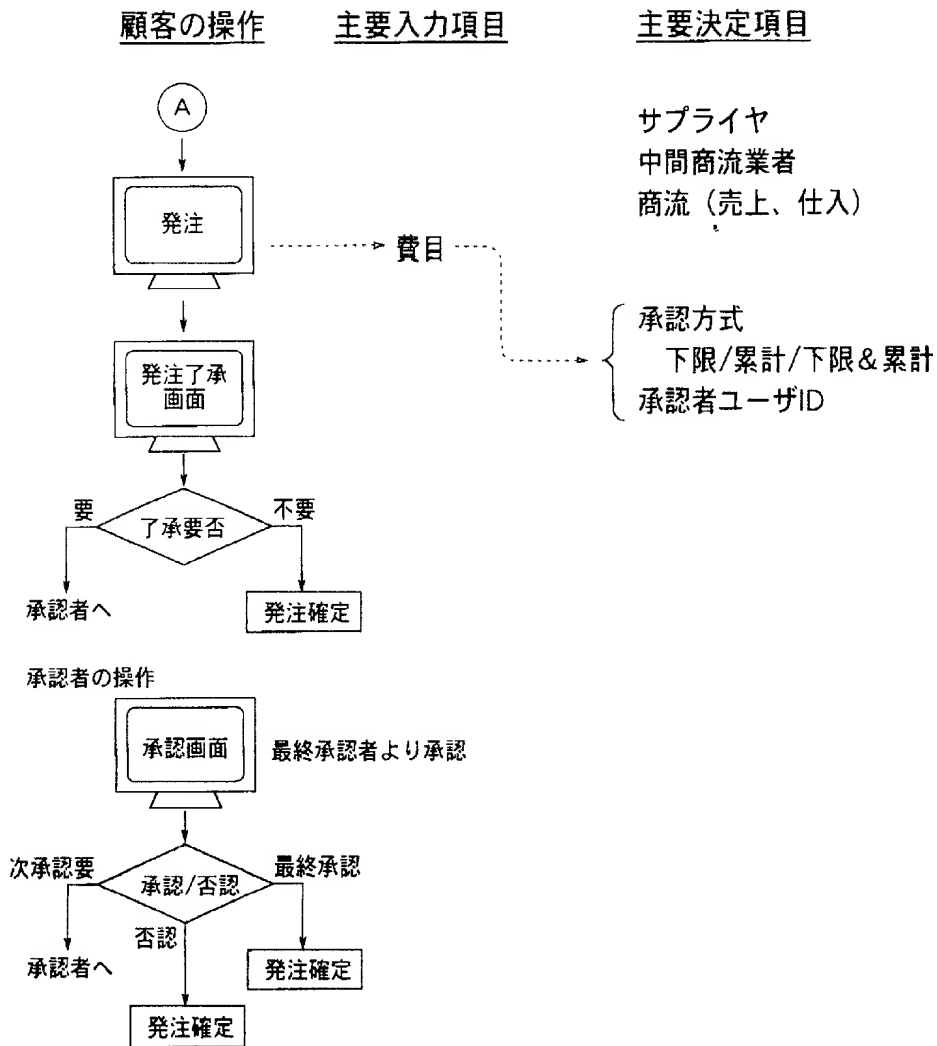 顧客の操作
主要入力項目
主要決定項目
A
サプライヤ
中間商流業者
商流（売上、仕入）
発注
費目
承認方式
下限/累計/下限&累計
承認者ユーザID
発注了承
画面
要
不要
了承要否
承認者へ
発注確定
承認者の操作
承認画面
最終承認者より承認
次承認要
最終承認
承認/否認
否認
承認者へ
発注確定
発注確定